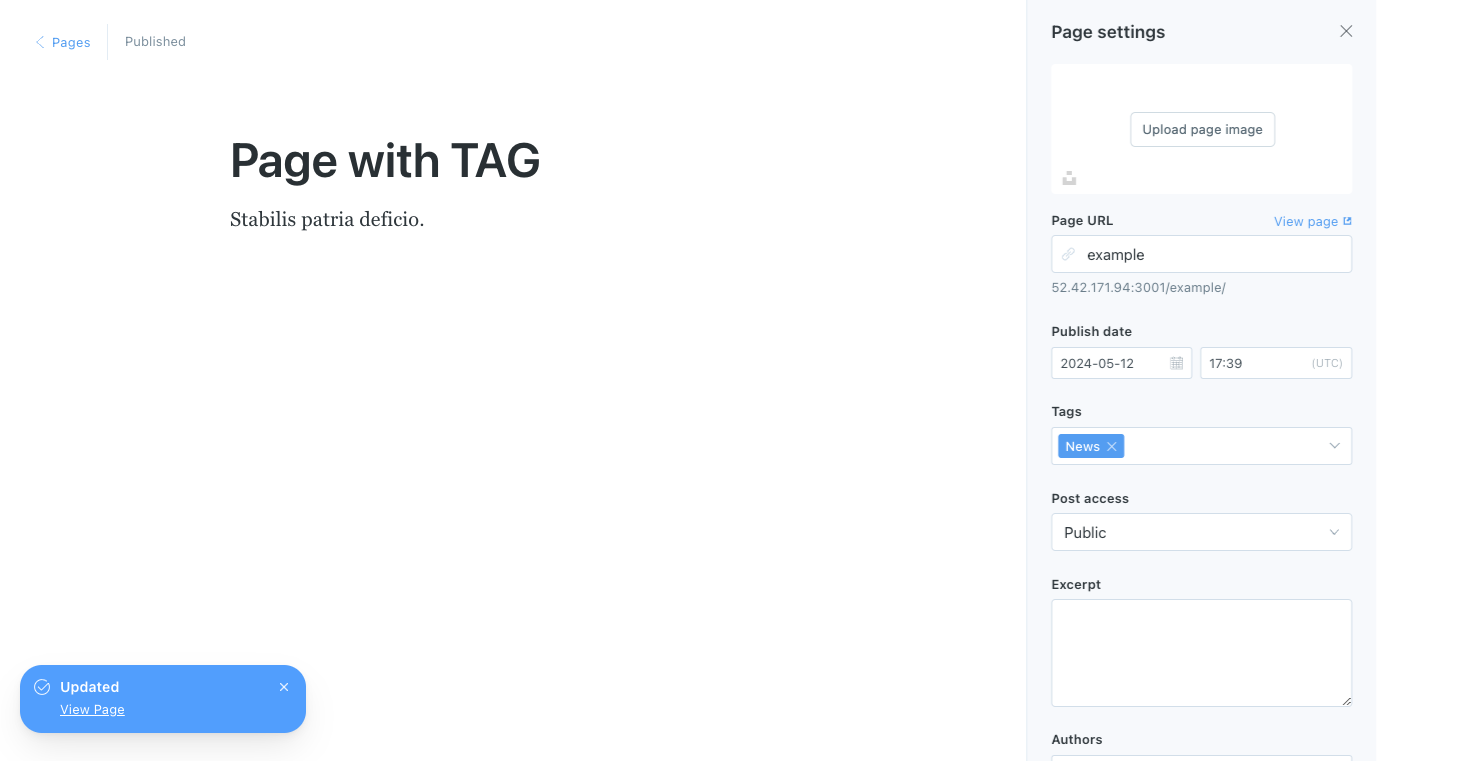 Pages
Published
Page with TAG
Stabilis patria deficio.
Updated
View Page
Page settings
Upload page image
Page URL
View page
example
52.42.171.94:3001/example/
Publish date
2024-05-12
17:39 (UTC)
Tags
News
Post access
Public
Excerpt
Authors